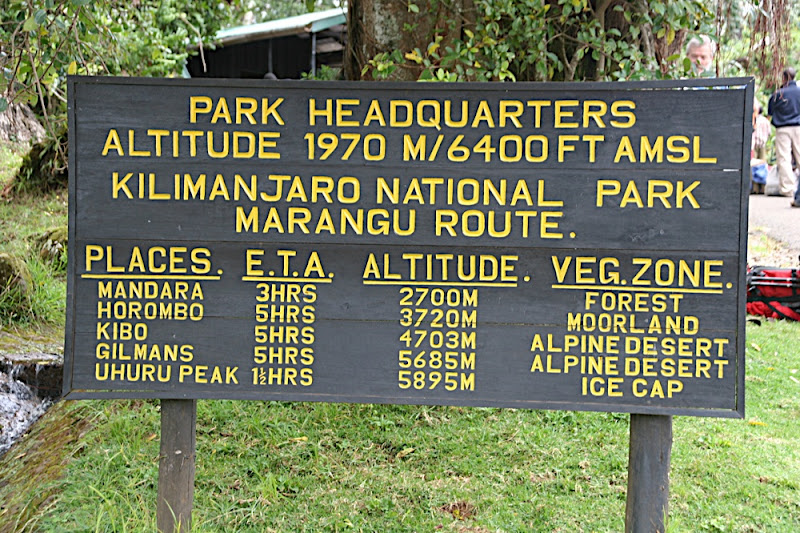 PARK HEADQUARTERS
ALTITUDE 1970 M/6400 FT AMSL
KILIMANJARO NATIONAL PARK
MARANGU ROUTE.
PLACES. E.T.A. ALTITUDE. VEG. ZONE.
MANDARA 3HRS 2700M FOREST
HOROMBO 5HRS 3720M MOORLAND
KIBO 5HRS 4703M ALPINE DESERT
GILMANS 5HRS 5685M ALPINE DESERT
UHURU PEAK 1½HRS 5895M ICE CAP